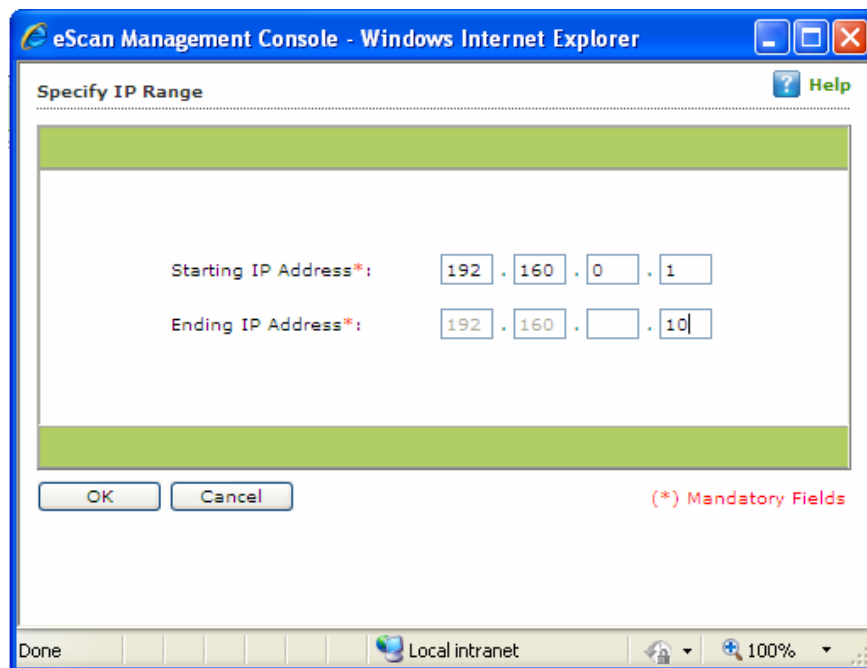 eScan Management Console - Windows Internet Explorer
Specify IP Range
? Help
Starting IP Address*: 192 . 160 . 0 . 1
Ending IP Address*: 192 . 160 . . 10
OK Cancel (*) Mandatory Fields
Done Local intranet 100%